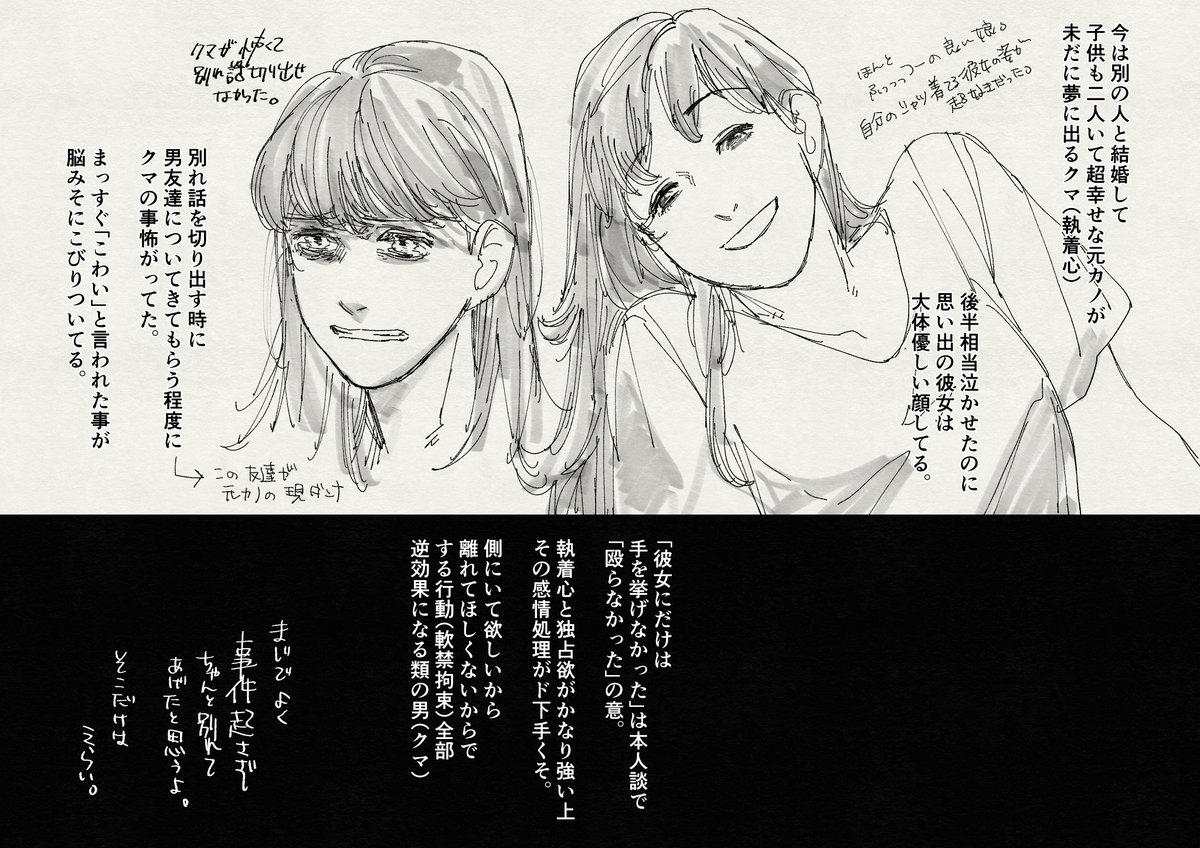 今は別の人と結婚して
子供も二人いて超幸せな元カノが
未だに夢に出るクマ(執着心)
ほんと
ふっっっつーの良い娘。
自分のシャツ着てる彼女の姿が
超好きだった。
後半相当泣かせたのに
思い出の彼女は
大体優しい顔してる。
クマが怖くて
別れ話切り出せ
なかった。
別れ話を切り出す時に
男友達についてきてもらう程度に
クマの事怖がってた。
まっすぐ「こわい」と言われた事が
脳みそにこびりついてる。
この友達が
元カノの現ダンナ
「彼女にだけは
手を挙げなかった」は本人談で
「殴らなかった」の意。
執着心と独占欲がかなり強い上
その感情処理がド下手くそ。
側にいて欲しいから
離れてほしくないからで
する行動(軟禁拘束)全部
逆効果になる類の男(クマ)
まじでよく
事件起こさずに
ちゃんと別れて
あげたと思うよ。
そこだけは
えらい。